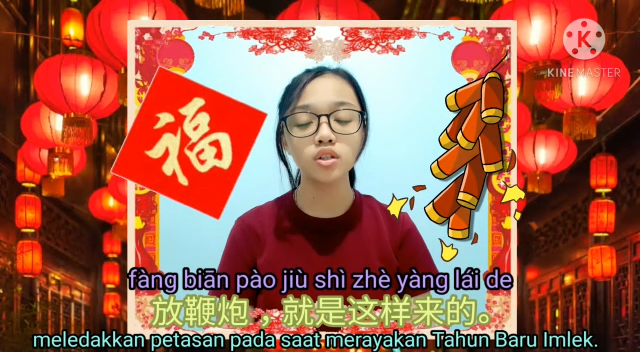 KINEMASTER
福
fàng biān pào jiù shì zhè yàng lái de
放鞭炮，就是这样来的。
meledakkan petasan pada saat merayakan Tahun Baru Imlek.